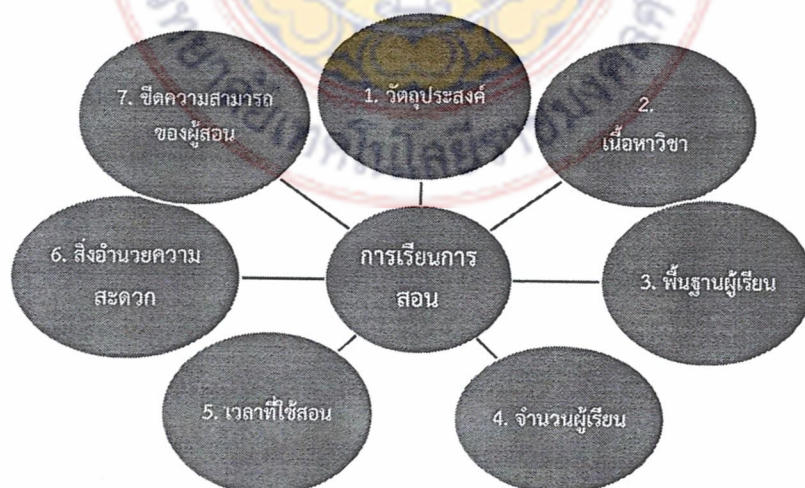 1. วัตถุประสงค์
2.
เนื้อหาวิชา
3. พื้นฐานผู้เรียน
4. จำนวนผู้เรียน
5. เวลาที่ใช้สอน
6. สิ่งอำนวยความ
สะดวก
7. ขีดความสามารถ
ของผู้สอน
การเรียนการ
สอน